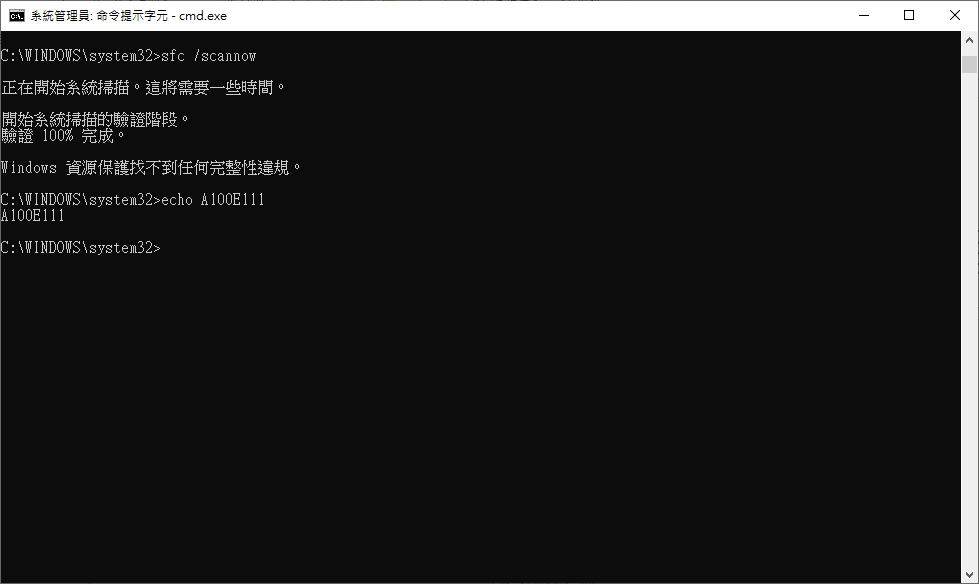 系統管理員: 命令提示字元 - cmd.exe
C:\WINDOWS\system32>sfc /scannow
正在開始系統掃描。這將需要一些時間。
開始系統掃描的驗證階段。
驗證 100% 完成。
Windows 資源保護找不到任何完整性違規。
C:\WINDOWS\system32>echo A100E111
A100E111
C:\WINDOWS\system32>